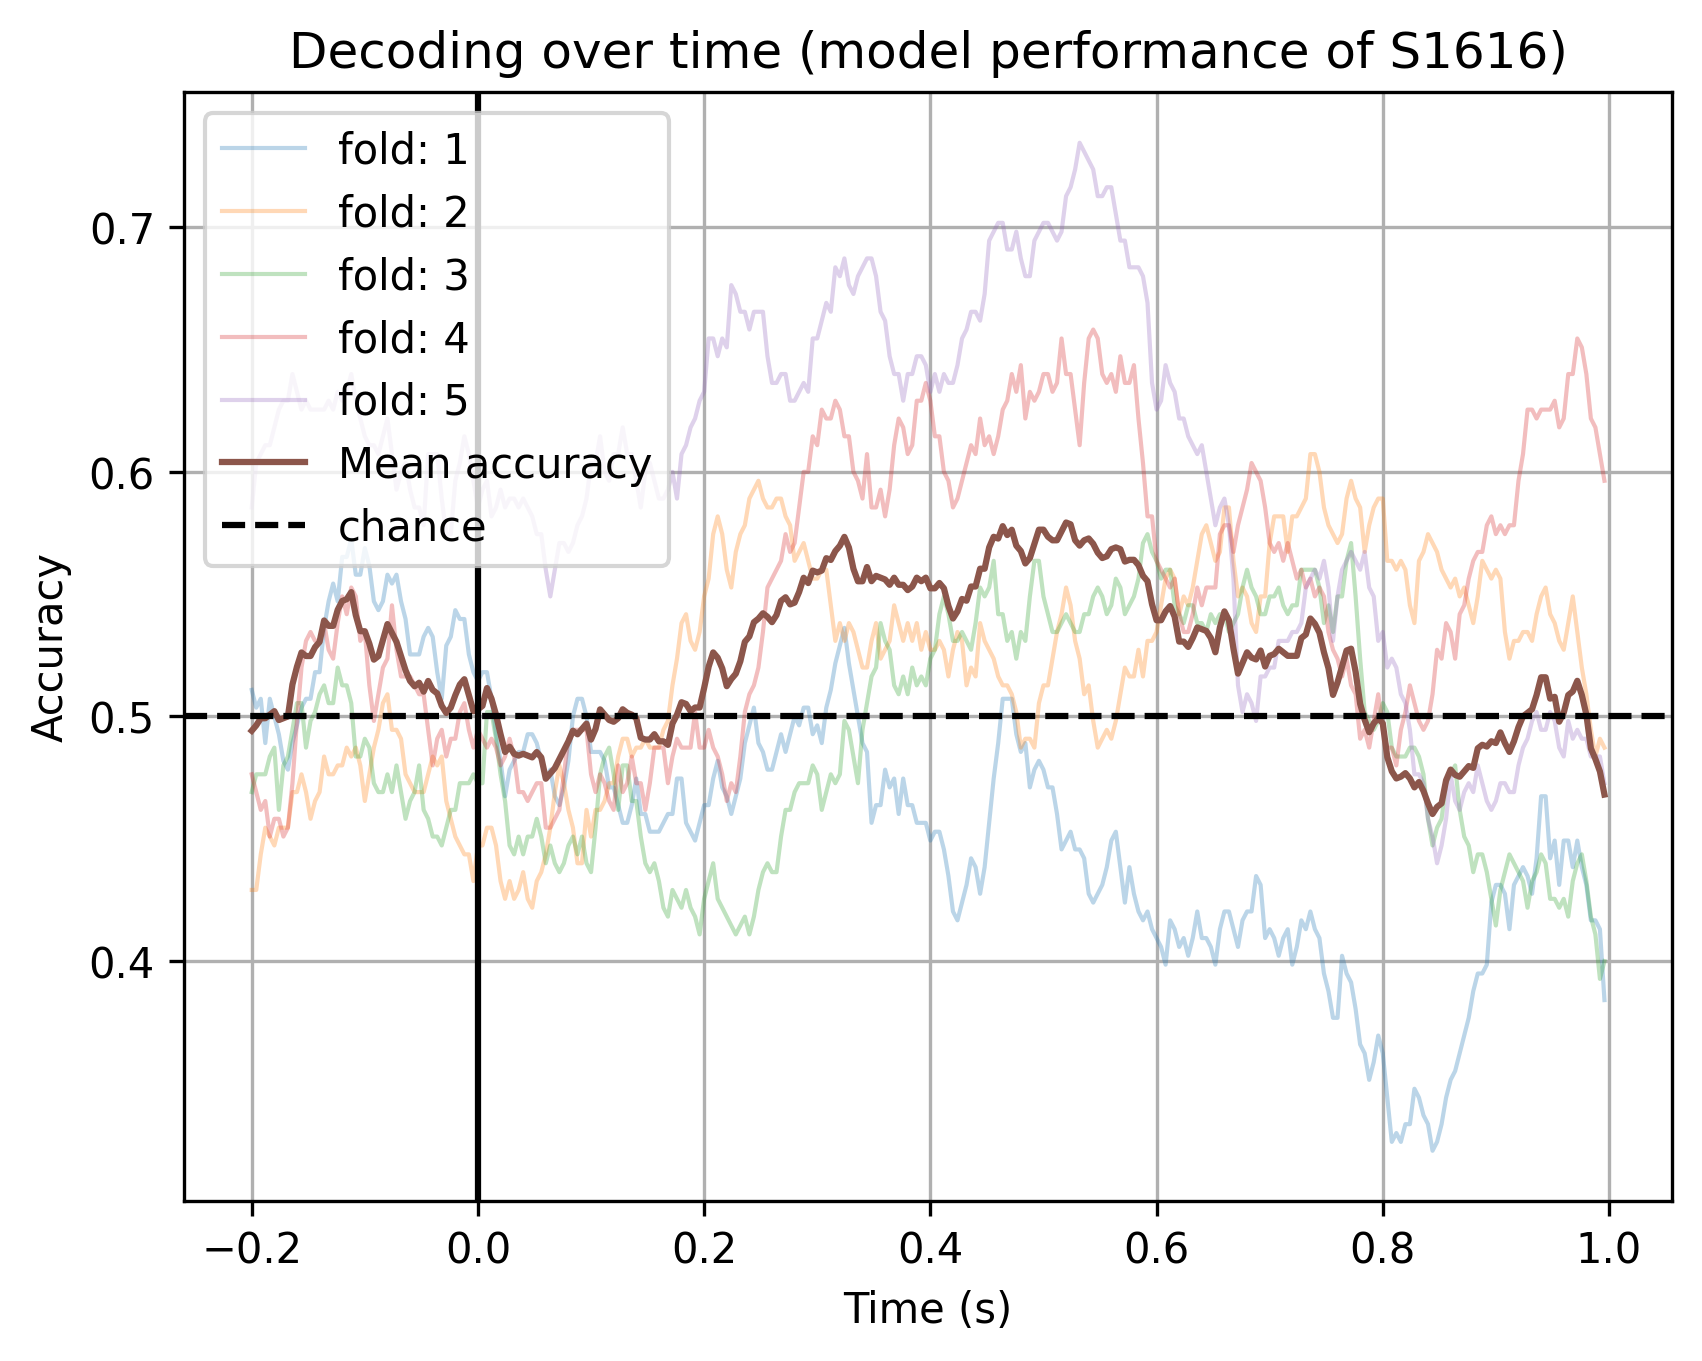 Decoding over time (model performance of S1616)
fold: 1
fold: 2
fold: 3
fold: 4
fold: 5
Mean accuracy
chance
Accuracy
0.7
0.6
0.5
0.4
−0.2 0.0 0.2 0.4 0.6 0.8 1.0
Time (s)